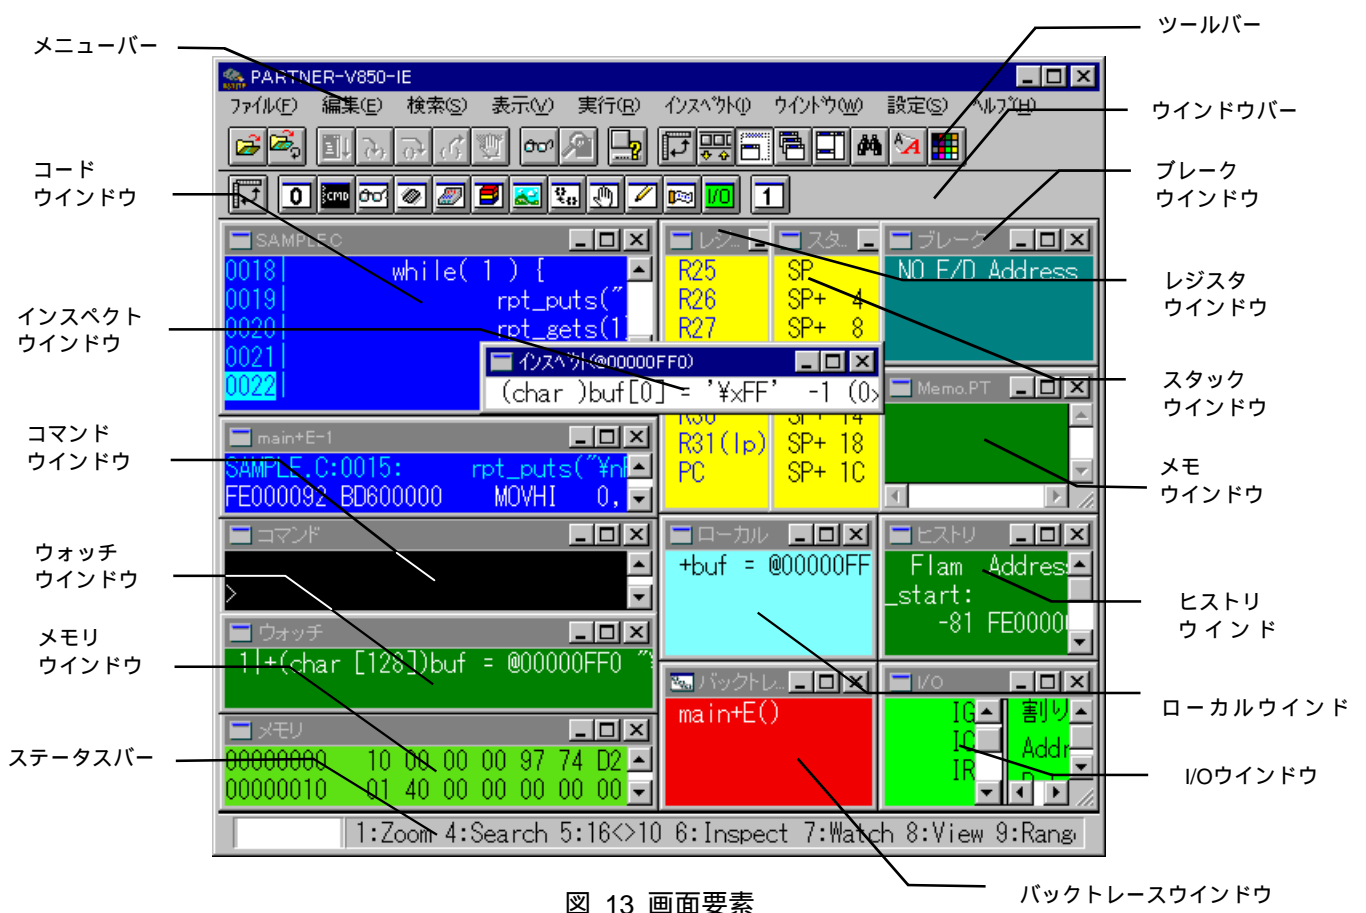 ツールバー
メニューバー
PARTNER-V850-IE
ファイル(F) 編集(E) 検索(S) 表示(V) 実行(R) インスペクト(I) ウインドウ(W) 設定(S) ヘルプ(H)
ウインドウバー
コード
ウインドウ
ブレーク
ウインドウ
0 CMD I/O 1
SAMPLE.C
レジ... スタ... ブレーク
0018| while( 1 ) {
0019| rpt_puts("
0020| rpt_gets(1
0021|
0022|
R25
R26
R27
SP
SP+ 4
SP+ 8
NO E/D Address
レジスタ
ウインドウ
インスペクト
ウインドウ
インスペクト(@00000FF0)
(char )buf[0] = '¥xFF' -1 (0x
Memo.PT
スタック
ウインドウ
R30 SP+ 14
R31(lp) SP+ 18
PC SP+ 1C
コマンド
ウインドウ
main+E-1
SAMPLE.C:0015: rpt_puts("¥nF
FE000092 BD600000 MOVHI 0,
メモ
ウインドウ
コマンド
>
ローカル
+buf = @00000FF
ヒストリ
Flam Address
_start:
-81 FE0000
ウォッチ
ウインドウ
ヒストリ
ウインド
ウォッチ
1|+(char [128])buf = @00000FF0 "
メモリ
ウインドウ
バックトレ...
main+E()
I/O
IG
IC
IR
割り
Addr
ローカルウインド
メモリ
00000000 10 00 00 00 97 74 D2
00000010 01 40 00 00 00 00 00
ステータスバー
I/Oウインドウ
1:Zoom 4:Search 5:16<>10 6:Inspect 7:Watch 8:View 9:Range
バックトレースウインドウ
図 13 画面要素